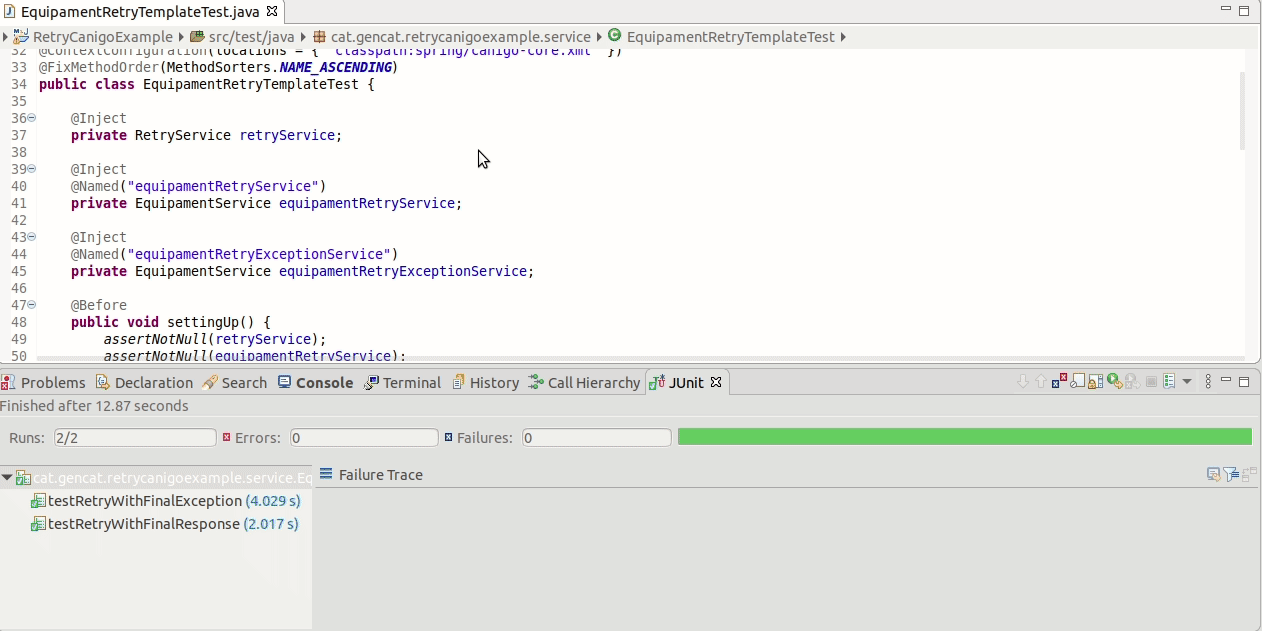 EquipamentRetryTemplateTest.java
RetryCanigoExample src/test/java cat.gencat.retrycanigoexample.service EquipamentRetryTemplateTest
32 @ContextConfiguration(locations = { "classpath:spring/canigo-core.xml" })
33 @FixMethodOrder(MethodSorters.NAME_ASCENDING)
34 public class EquipamentRetryTemplateTest {
35
36 @Inject
37 private RetryService retryService;
38
39 @Inject
40 @Named("equipamentRetryService")
41 private EquipamentService equipamentRetryService;
42
43 @Inject
44 @Named("equipamentRetryExceptionService")
45 private EquipamentService equipamentRetryExceptionService;
46
47 @Before
48 public void settingUp() {
49 assertNotNull(retryService);
50 assertNotNull(equipamentRetryService);
Problems Declaration Search Console Terminal History Call Hierarchy JUnit
Finished after 12.87 seconds
Runs: 2/2 Errors: 0 Failures: 0
cat.gencat.retrycanigoexample.service.Eq Failure Trace
testRetryWithFinalException (4.029 s)
testRetryWithFinalResponse (2.017 s)